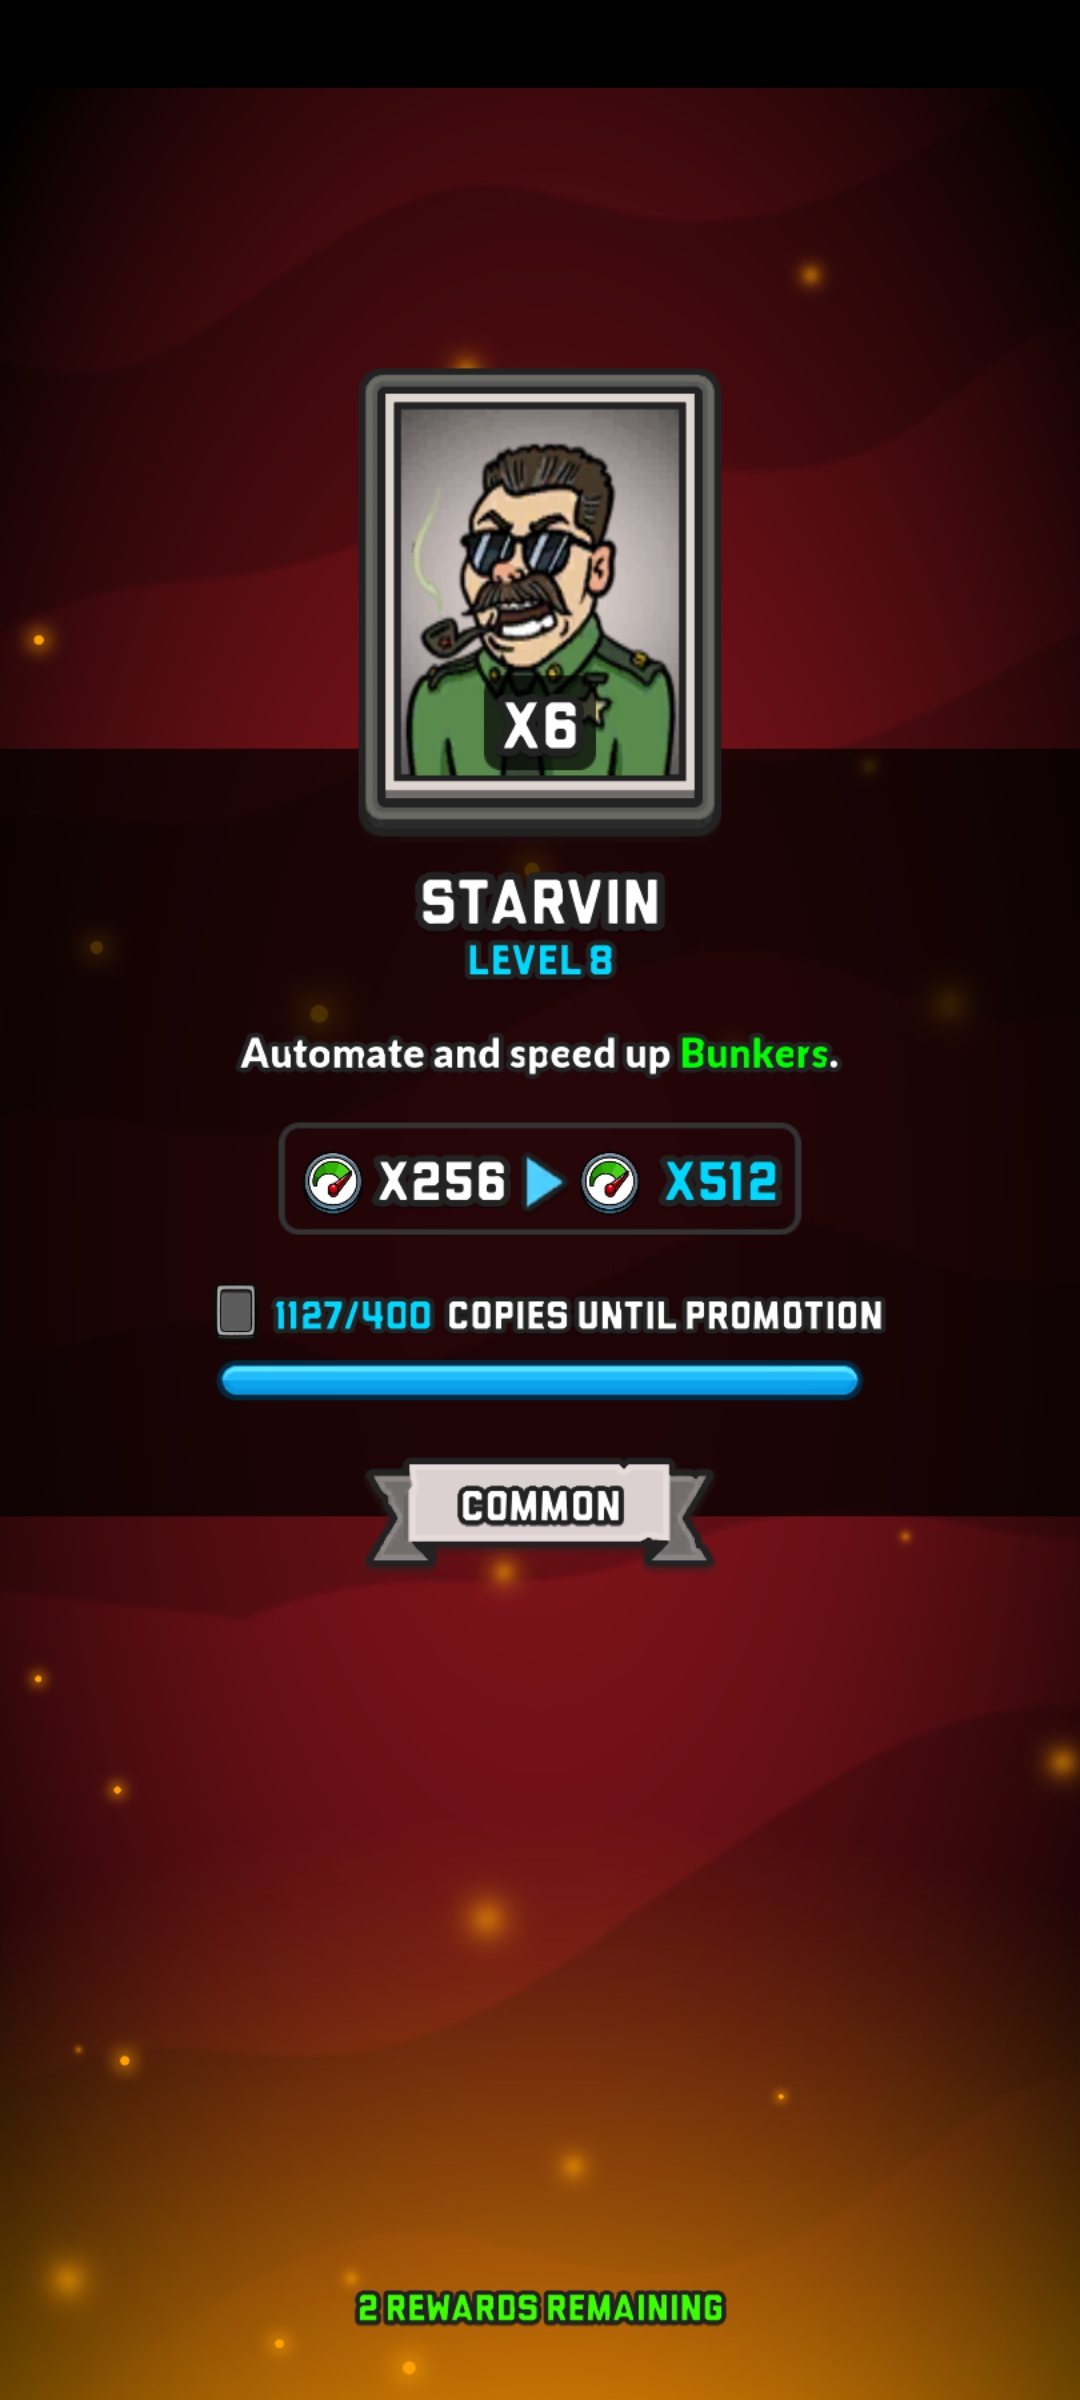 X6
STARVIN
LEVEL 8
Automate and speed up Bunkers.
X256 X512
1127/400 COPIES UNTIL PROMOTION
COMMON
2 REWARDS REMAINING